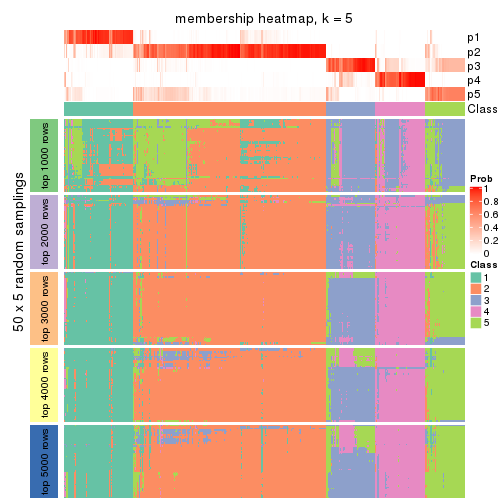 membership heatmap, k = 5
p1
p2
p3
p4
p5
Class
50 x 5 random samplings
top 1000 rows
top 2000 rows
top 3000 rows
top 4000 rows
top 5000 rows
Prob
1
0.8
0.6
0.4
0.2
0
Class
1
2
3
4
5